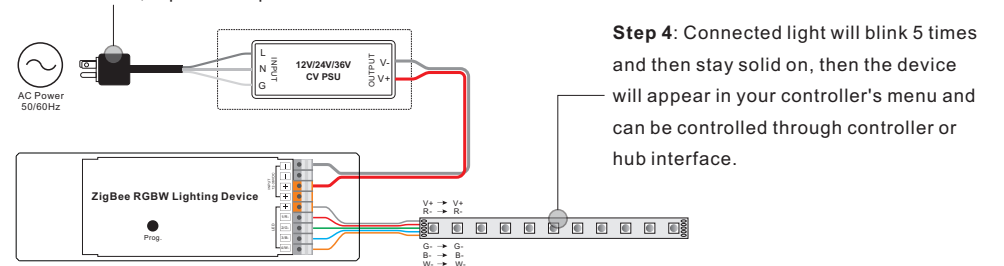 Step 4: Connected light will blink 5 times
and then stay solid on, then the device
will appear in your controller's menu and
can be controlled through controller or
hub interface.
AC Power
50/60Hz
L
N
G
INPUT
12V/24V/36V
CV PSU
OUTPUT
V-
V+
ZigBee RGBW Lighting Device
Prog.
INPUT
LED
V+ → V+
R- → R-
G- → G-
B- → B-
W- → W-